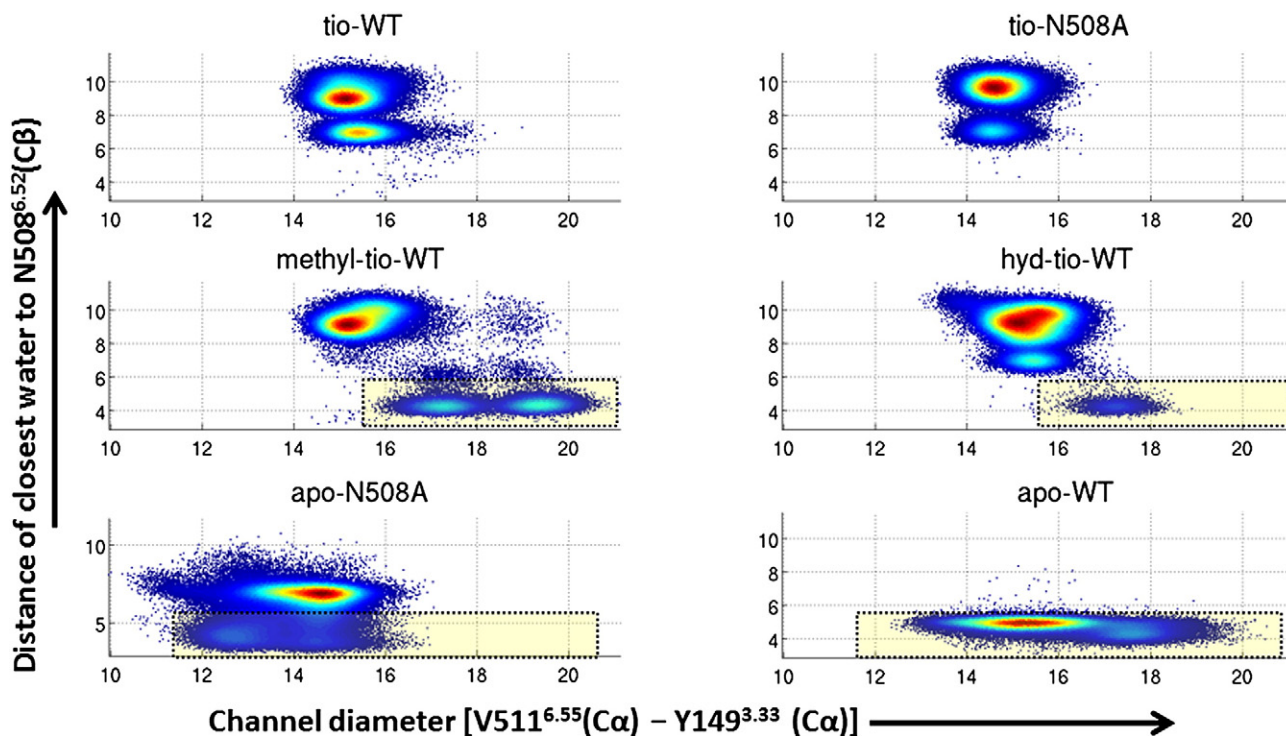 tio-WT
tio-N508A
10
8
6
4
10 12 14 16 18 20
10
8
6
4
10 12 14 16 18 20
methyl-tio-WT
hyd-tio-WT
10
8
6
4
10 12 14 16 18 20
10
8
6
4
10 12 14 16 18 20
apo-N508A
apo-WT
10
5
10 12 14 16 18 20
10
8
6
4
10 12 14 16 18 20
Distance of closest water to N508^6.52(Cβ)
Channel diameter [V511^6.55(Cα) – Y149^3.33 (Cα)]